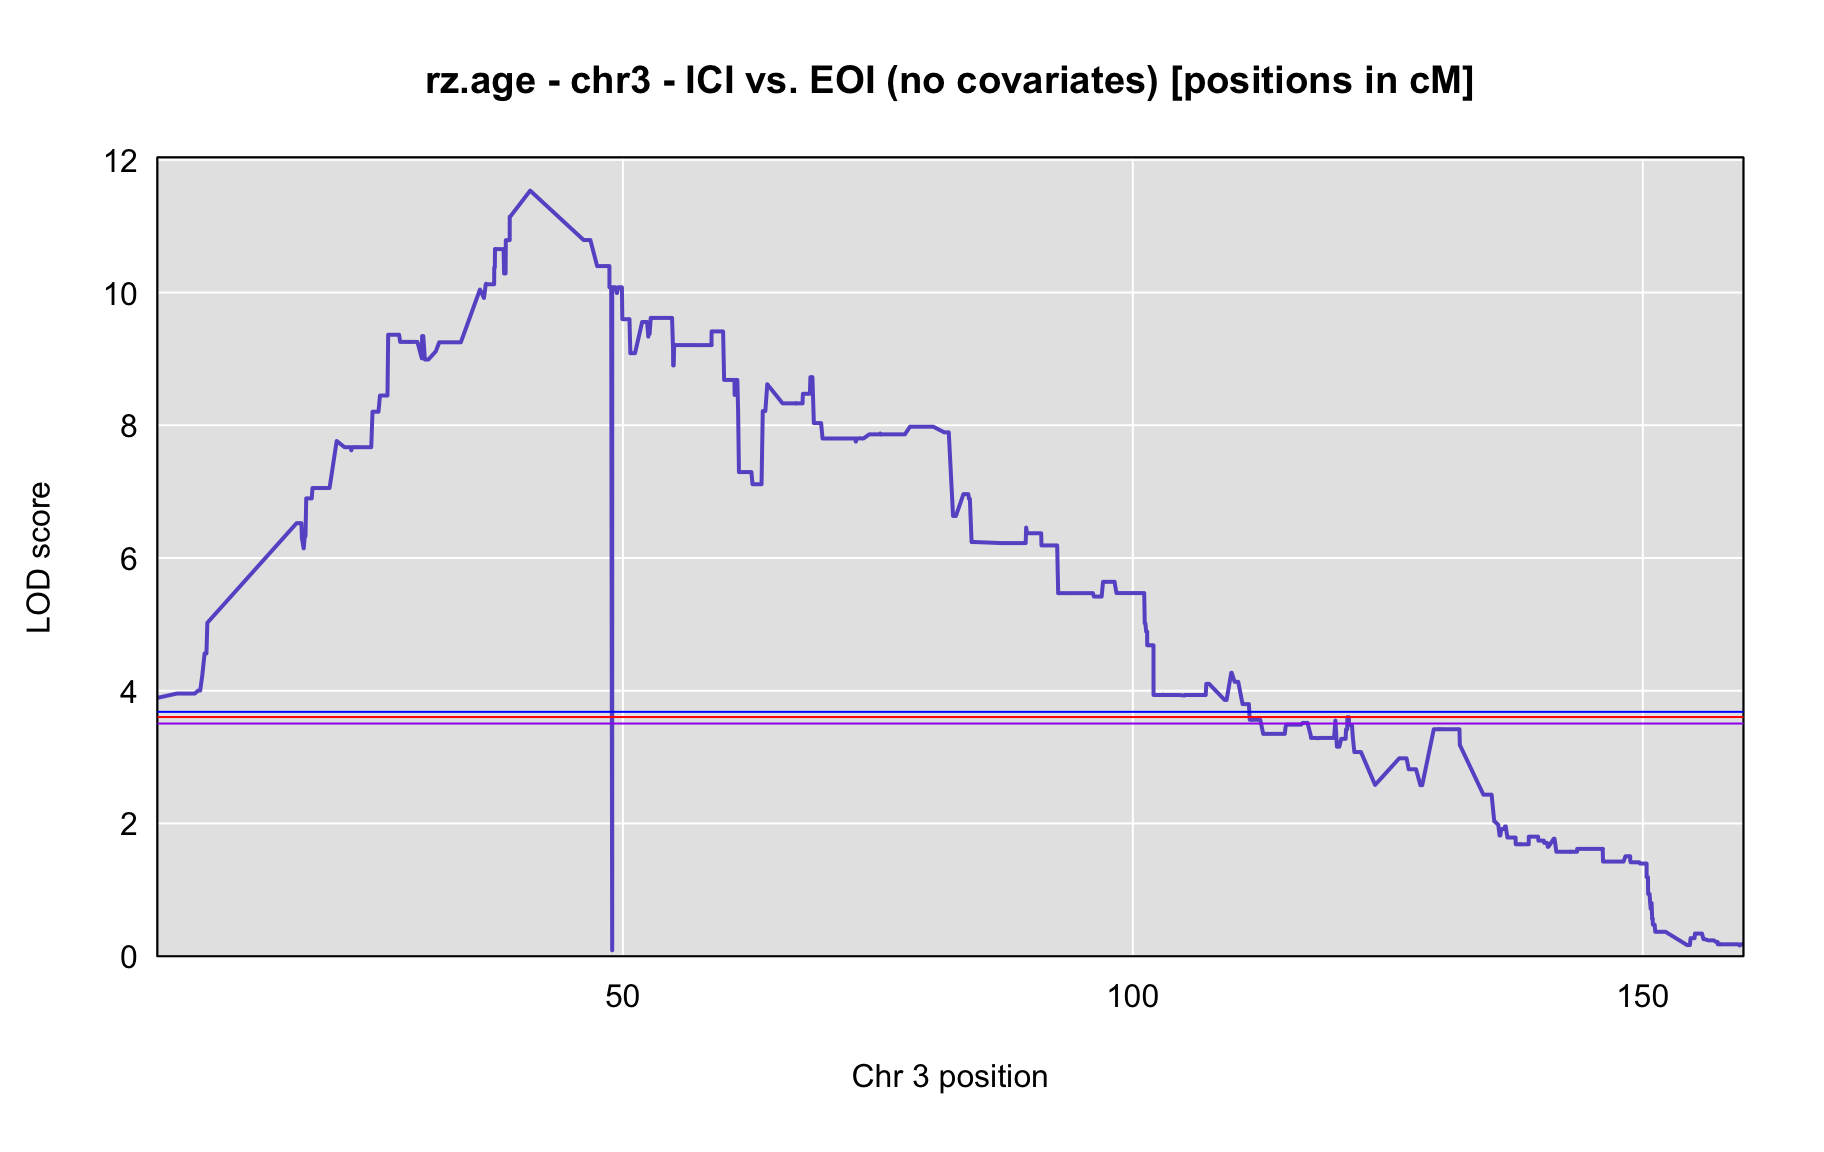 rz.age - chr3 - ICI vs. EOI (no covariates) [positions in cM]
12
10
8
6
4
2
0
LOD score
50 100 150
Chr 3 position